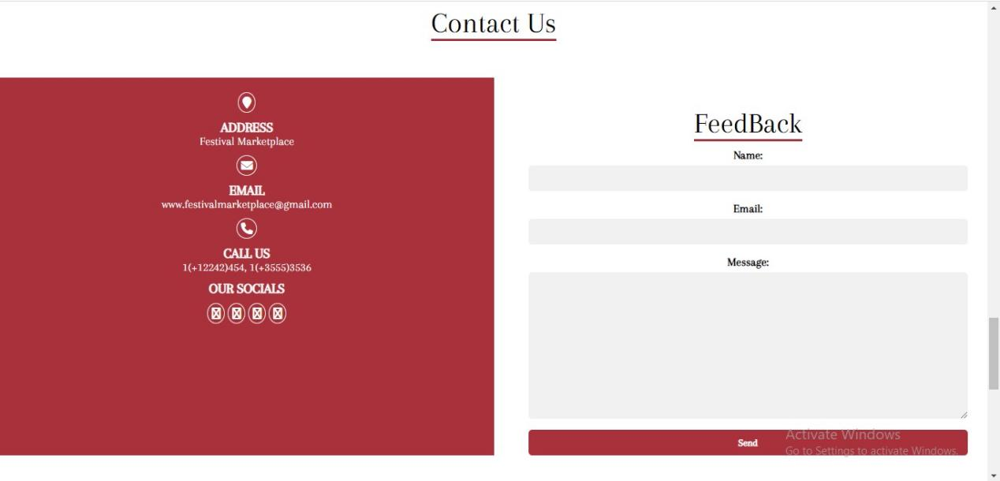 Contact Us
ADDRESS
Festival Marketplace
EMAIL
www.festivalmarketplace@gmail.com
CALL US
1(+12242)454, 1(+3555)3536
OUR SOCIALS
FeedBack
Name:
Email:
Message:
Send
Activate Windows
Go to Settings to activate Windows.